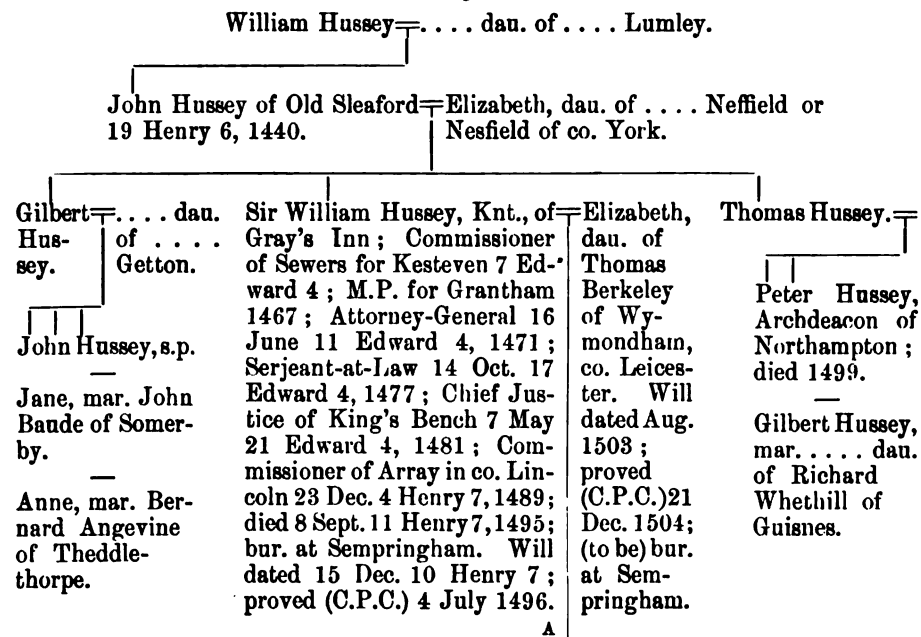 William Hussey=.... dau. of .... Lumley.
John Hussey of Old Sleaford=Elizabeth, dau. of .... Neffield or
19 Henry 6, 1440.
Nesfield of co. York.
Gilbert=.... dau.
Hus- of ....
sey. Getton.
John Hussey, s.p.
—
Jane, mar. John
Baude of Somer-
by.
—
Anne, mar. Ber-
nard Angevine
of Theddle-
thorpe.
Sir William Hussey, Knt., of=
Gray's Inn; Commissioner
of Sewers for Kesteven 7 Ed-
ward 4; M.P. for Grantham
1467; Attorney-General 16
June 11 Edward 4, 1471;
Serjeant-at-Law 14 Oct. 17
Edward 4, 1477; Chief Jus-
tice of King's Bench 7 May
21 Edward 4, 1481; Com-
missioner of Array in co. Lin-
coln 23 Dec. 4 Henry 7, 1489;
died 8 Sept. 11 Henry 7, 1495;
bur. at Sempringham. Will
dated 15 Dec. 10 Henry 7;
proved (C.P.C.) 4 July 1496.
A
Elizabeth,
dau. of
Thomas
Berkeley
of Wy-
mondham,
co. Leices-
ter. Will
dated Aug.
1503;
proved
(C.P.C.) 21
Dec. 1504;
(to be) bur.
at Sem-
pringham.
Thomas Hussey.=
Peter Hussey,
Archdeacon of
Northampton;
died 1499.
—
Gilbert Hussey,
mar..... dau.
of Richard
Whethill of
Guisnes.